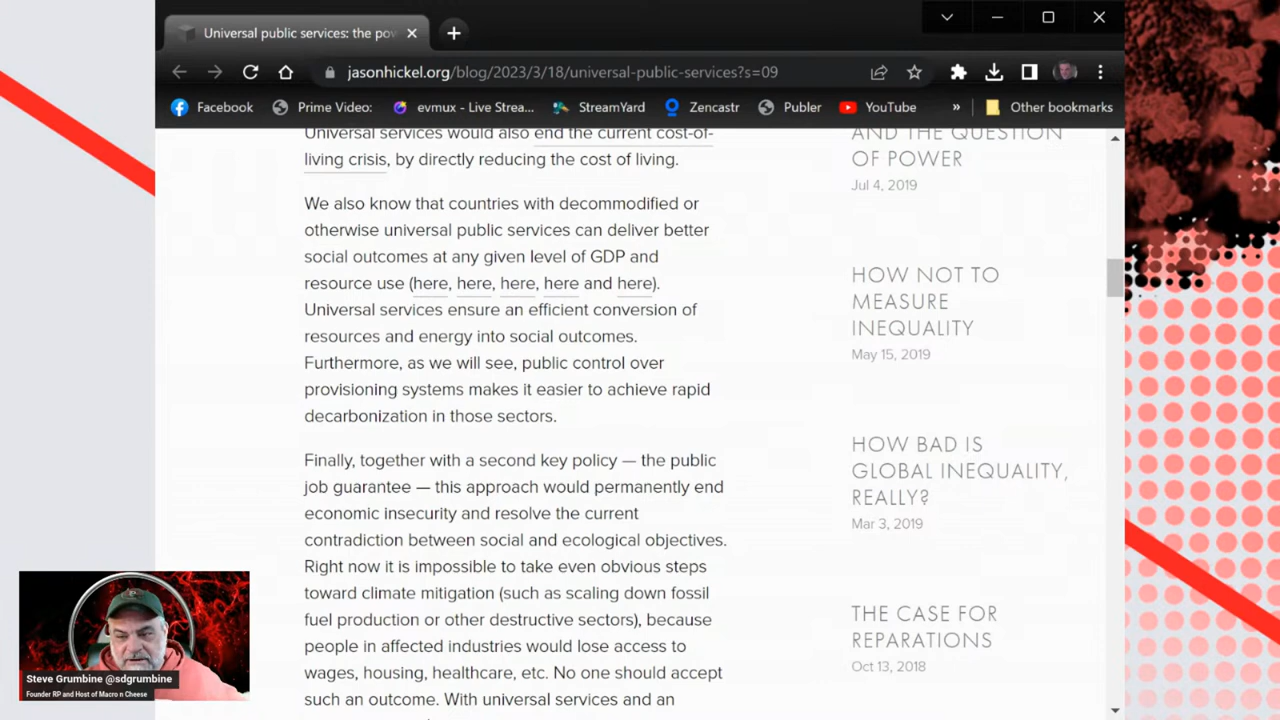 Universal public services: the pow
jasonhickel.org/blog/2023/3/18/universal-public-services?s=09
Facebook
Prime Video:
evmux - Live Strea...
StreamYard
Zencastr
Publer
YouTube
»
Other bookmarks
Universal services would also end the current cost-of-
living crisis, by directly reducing the cost of living.
We also know that countries with decommodified or
otherwise universal public services can deliver better
social outcomes at any given level of GDP and
resource use (here, here, here, here and here).
Universal services ensure an efficient conversion of
resources and energy into social outcomes.
Furthermore, as we will see, public control over
provisioning systems makes it easier to achieve rapid
decarbonization in those sectors.
Finally, together with a second key policy — the public
job guarantee — this approach would permanently end
economic insecurity and resolve the current
contradiction between social and ecological objectives.
Right now it is impossible to take even obvious steps
toward climate mitigation (such as scaling down fossil
fuel production or other destructive sectors), because
people in affected industries would lose access to
wages, housing, healthcare, etc. No one should accept
such an outcome. With universal services and an
AND THE QUESTION
OF POWER
Jul 4, 2019
HOW NOT TO
MEASURE
INEQUALITY
May 15, 2019
HOW BAD IS
GLOBAL INEQUALITY,
REALLY?
Mar 3, 2019
THE CASE FOR
REPARATIONS
Oct 13, 2018
Steve Grumbine @sdgrumbine
Founder RP and Host of Macro n Cheese